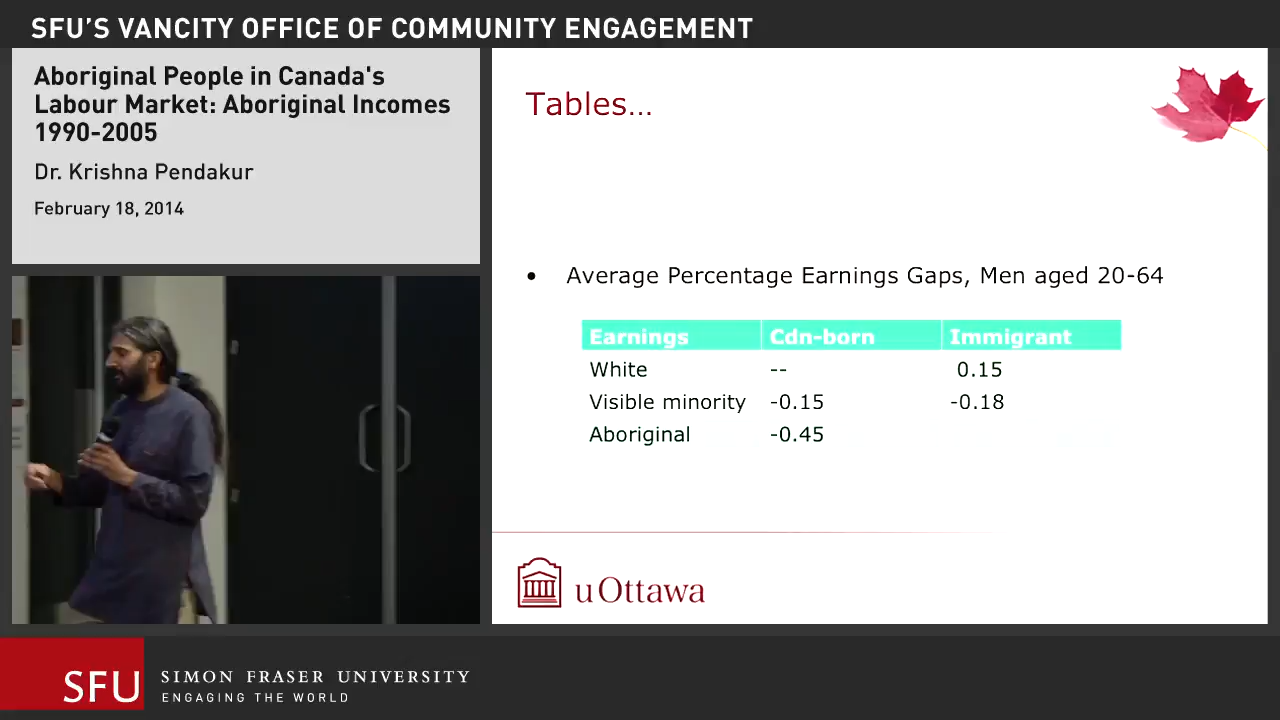 SFU'S VANCITY OFFICE OF COMMUNITY ENGAGEMENT
Aboriginal People in Canada's
Labour Market: Aboriginal Incomes
1990-2005
Dr. Krishna Pendakur
February 18, 2014
Tables...
• Average Percentage Earnings Gaps, Men aged 20-64
Earnings Cdn-born Immigrant
White -- 0.15
Visible minority -0.15 -0.18
Aboriginal -0.45
uOttawa
SFU
SIMON FRASER UNIVERSITY
ENGAGING THE WORLD